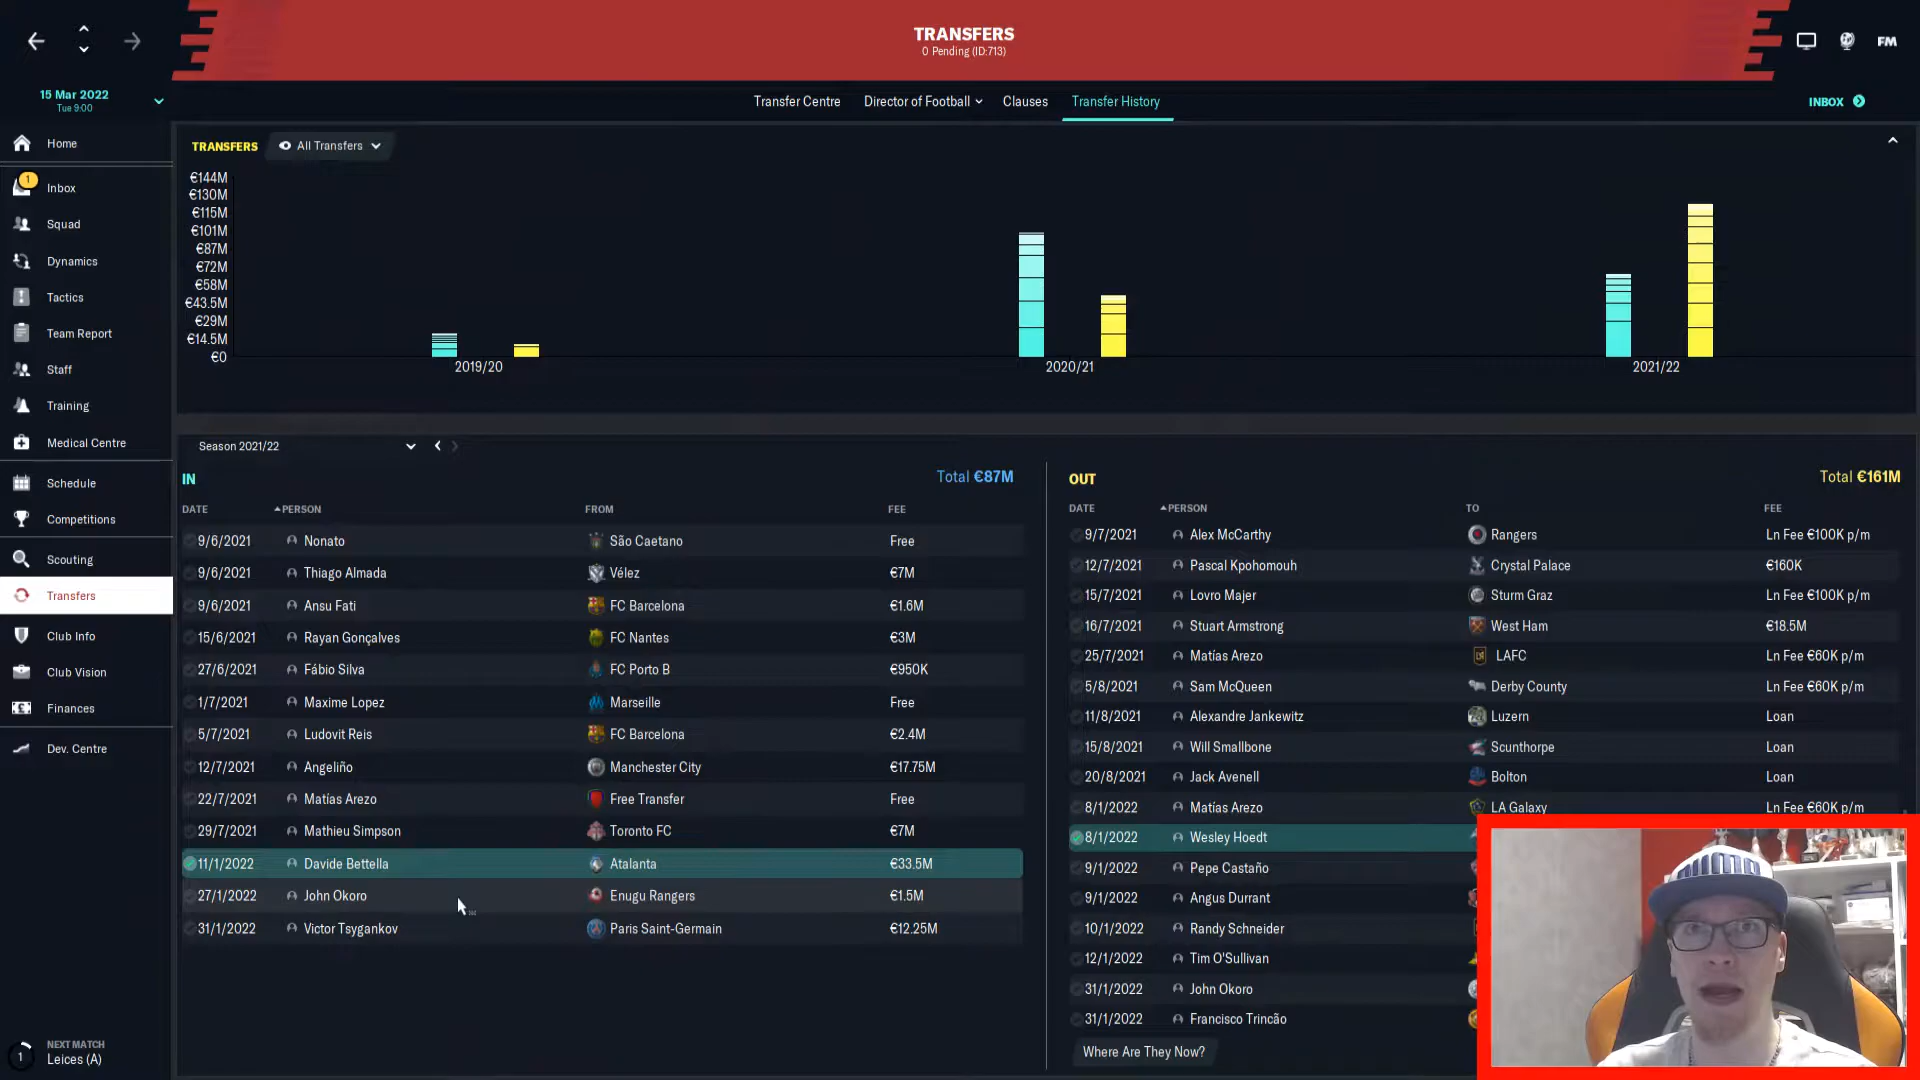 TRANSFERS
0 Pending (ID:713)
FM
15 Mar 2022
Tue 9:00
Transfer Centre
Director of Football
Clauses
Transfer History
INBOX
Home
1
Inbox
Squad
Dynamics
Tactics
Team Report
Staff
Training
Medical Centre
Schedule
Competitions
Scouting
Transfers
Club Info
Club Vision
Finances
Dev. Centre
1
NEXT MATCH
Leices (A)
TRANSFERS
All Transfers
€144M
€130M
€115M
€101M
€87M
€72M
€58M
€43.5M
€29M
€14.5M
€0
2019/20
2020/21
2021/22
Season 2021/22
IN
Total €87M
DATE PERSON FROM FEE
9/6/2021 Nonato São Caetano Free
9/6/2021 Thiago Almada Vélez €7M
9/6/2021 Ansu Fati FC Barcelona €1.6M
15/6/2021 Rayan Gonçalves FC Nantes €3M
27/6/2021 Fábio Silva FC Porto B €950K
1/7/2021 Maxime Lopez Marseille Free
5/7/2021 Ludovit Reis FC Barcelona €2.4M
12/7/2021 Angeliño Manchester City €17.75M
22/7/2021 Matías Arezo Free Transfer Free
29/7/2021 Mathieu Simpson Toronto FC €7M
11/1/2022 Davide Bettella Atalanta €33.5M
27/1/2022 John Okoro Enugu Rangers €1.5M
31/1/2022 Victor Tsygankov Paris Saint-Germain €12.25M
OUT
Total €161M
DATE PERSON TO FEE
9/7/2021 Alex McCarthy Rangers Ln Fee €100K p/m
12/7/2021 Pascal Kpohomouh Crystal Palace €160K
15/7/2021 Lovro Majer Sturm Graz Ln Fee €100K p/m
16/7/2021 Stuart Armstrong West Ham €18.5M
25/7/2021 Matías Arezo LAFC Ln Fee €60K p/m
5/8/2021 Sam McQueen Derby County Ln Fee €60K p/m
11/8/2021 Alexandre Jankewitz Luzern Loan
15/8/2021 Will Smallbone Scunthorpe Loan
20/8/2021 Jack Avenell Bolton Loan
8/1/2022 Matías Arezo LA Galaxy Ln Fee €60K p/m
8/1/2022 Wesley Hoedt
9/1/2022 Pepe Castaño
9/1/2022 Angus Durrant
10/1/2022 Randy Schneider
12/1/2022 Tim O'Sullivan
31/1/2022 John Okoro
31/1/2022 Francisco Trincão
Where Are They Now?